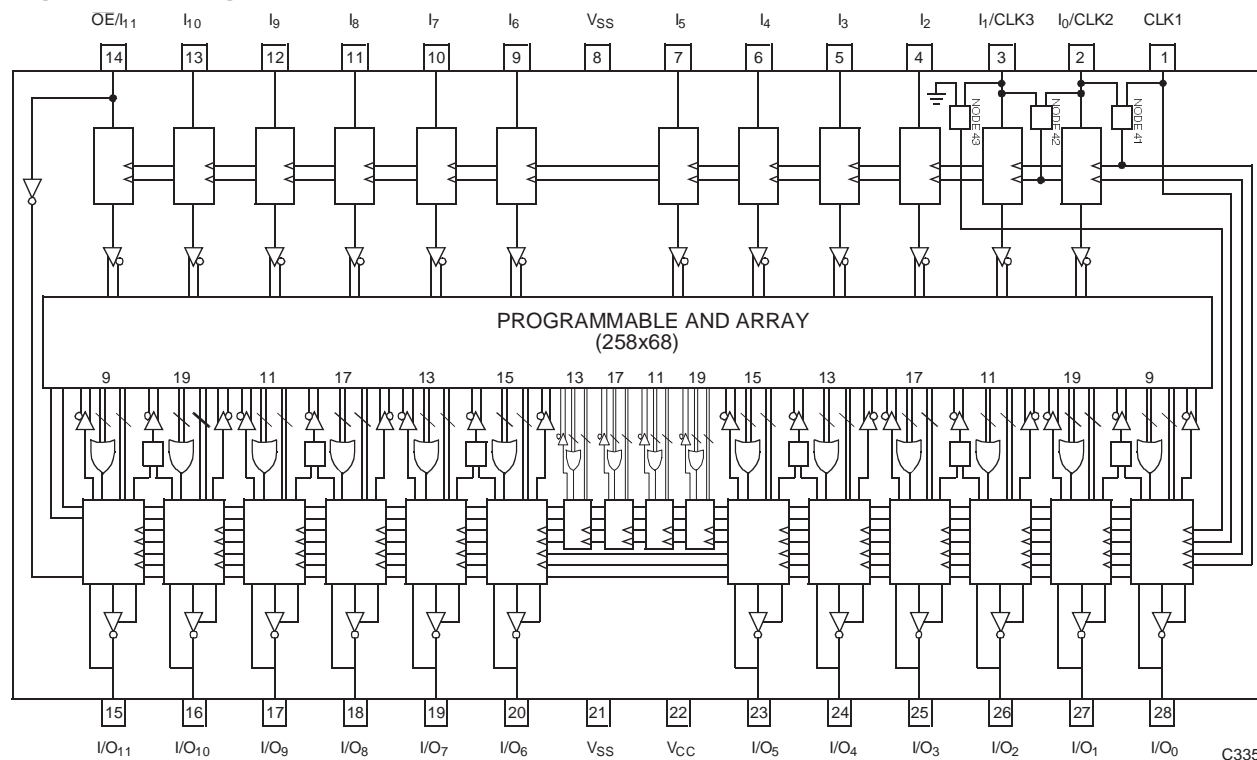 OE/I11 I10 I9 I8 I7 I6 VSS I5 I4 I3 I2 I1/CLK3 I0/CLK2 CLK1
14 13 12 11 10 9 8 7 6 5 4 3 2 1
NODE 43 NODE 42 NODE 41
PROGRAMMABLE AND ARRAY
(258x68)
9 19 11 17 13 15 13 17 11 19 15 13 17 11 19 9
15 16 17 18 19 20 21 22 23 24 25 26 27 28
I/O11 I/O10 I/O9 I/O8 I/O7 I/O6 VSS VCC I/O5 I/O4 I/O3 I/O2 I/O1 I/O0
C335